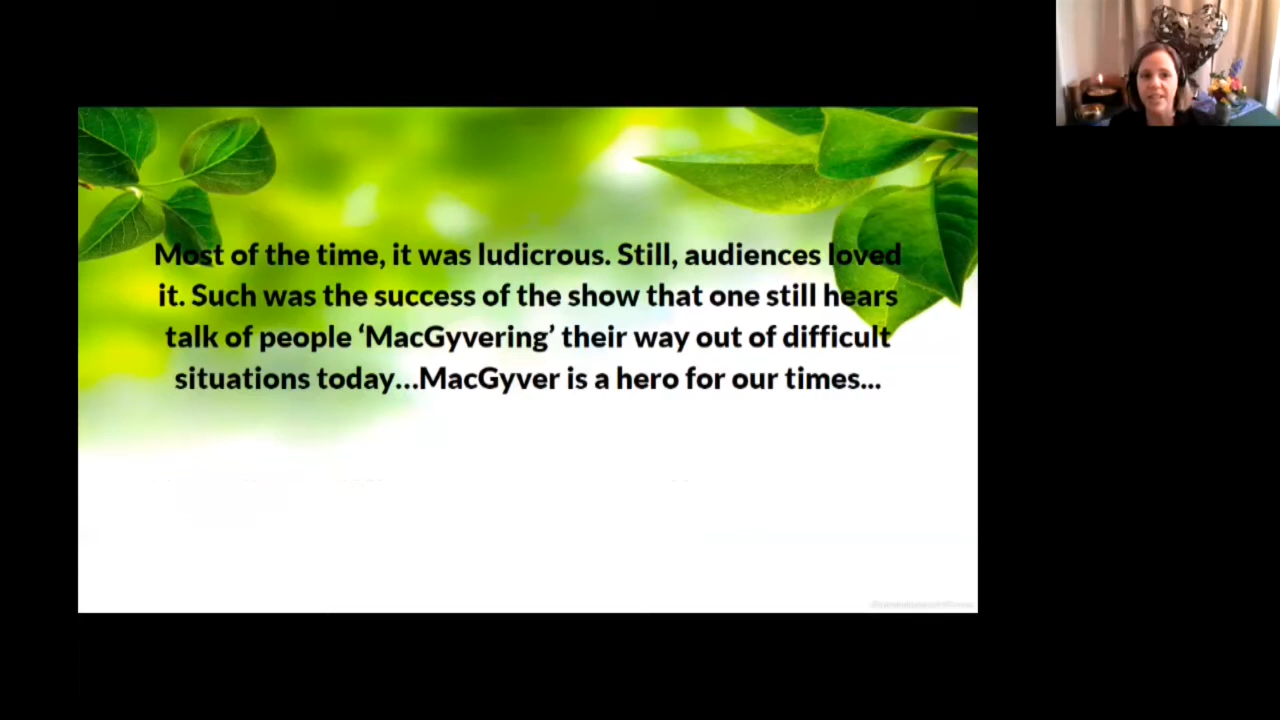 Most of the time, it was ludicrous. Still, audiences loved
it. Such was the success of the show that one still hears
talk of people ‘MacGyvering’ their way out of difficult
situations today...MacGyver is a hero for our times...